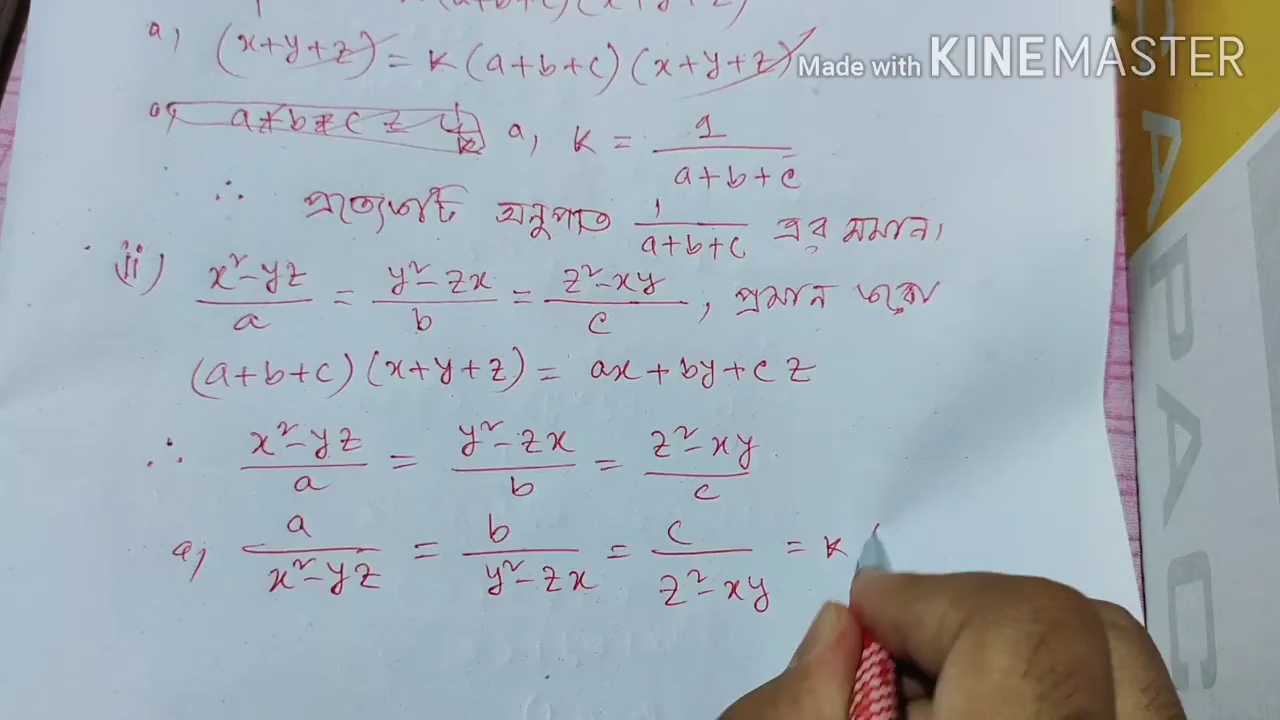 (a+b+c)(x+y+z)
বা, (x+y+z) = K(a+b+c)(x+y+z)
Made with KINEMASTER
বা, K = 1/(a+b+c)
∴ প্রত্যেকটি অনুপাত 1/(a+b+c) এর সমান।
ii) (x²-yz)/a = (y²-zx)/b = (z²-xy)/c, প্রমান করো
(a+b+c)(x+y+z) = ax+by+cz
∴ (x²-yz)/a = (y²-zx)/b = (z²-xy)/c
বা, a/(x²-yz) = b/(y²-zx) = c/(z²-xy) = K
PAC